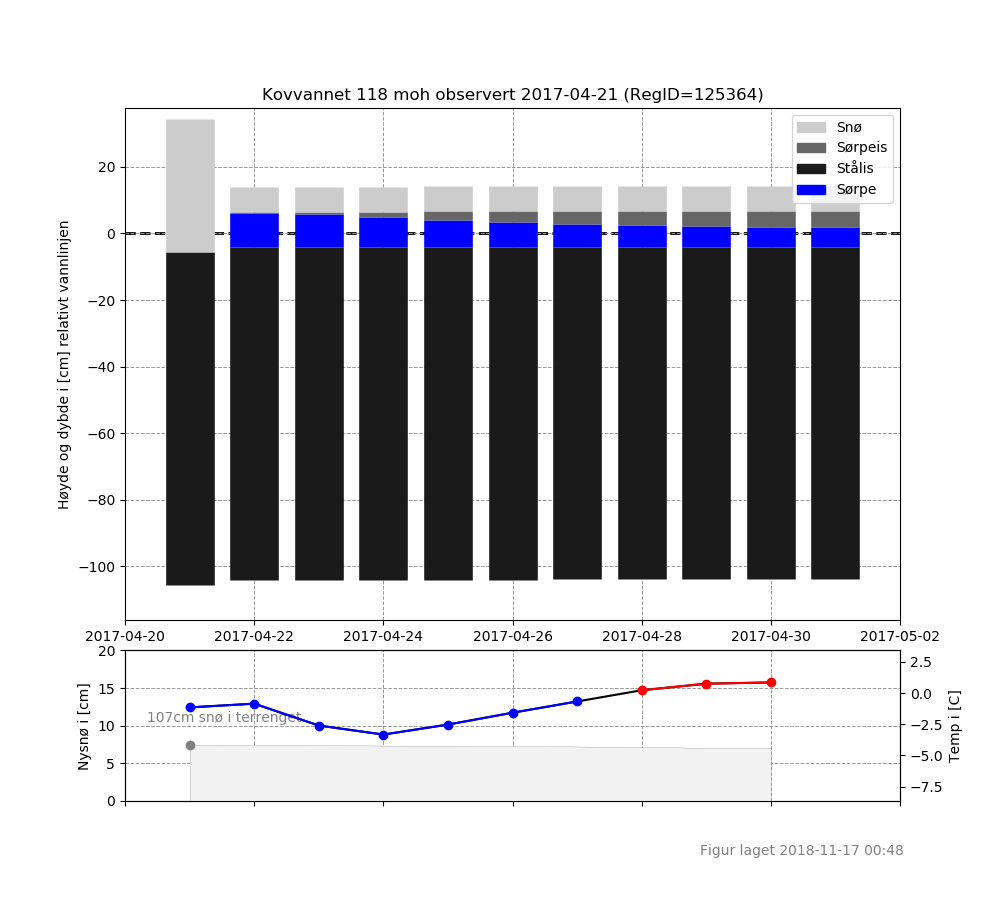 Kovvannet 118 moh observert 2017-04-21 (RegID=125364)
Snø
Sørpeis
Stålis
Sørpe
Høyde og dybde i [cm] relativt vannlinjen
20
0
−20
−40
−60
−80
−100
2017-04-20 2017-04-22 2017-04-24 2017-04-26 2017-04-28 2017-04-30 2017-05-02
Nysnø i [cm]
20
15
10
5
0
107cm snø i terrenget
2.5
0.0
−2.5
−5.0
−7.5
Temp i [C]
Figur laget 2018-11-17 00:48